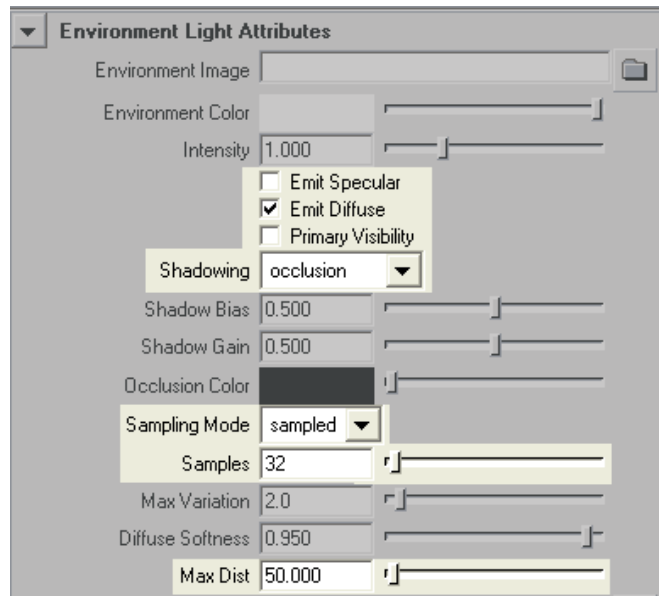 Environment Light Attributes
Environment Image
Environment Color
Intensity 1.000
Emit Specular
Emit Diffuse
Primary Visibility
Shadowing occlusion
Shadow Bias 0.500
Shadow Gain 0.500
Occlusion Color
Sampling Mode sampled
Samples 32
Max Variation 2.0
Diffuse Softness 0.950
Max Dist 50.000